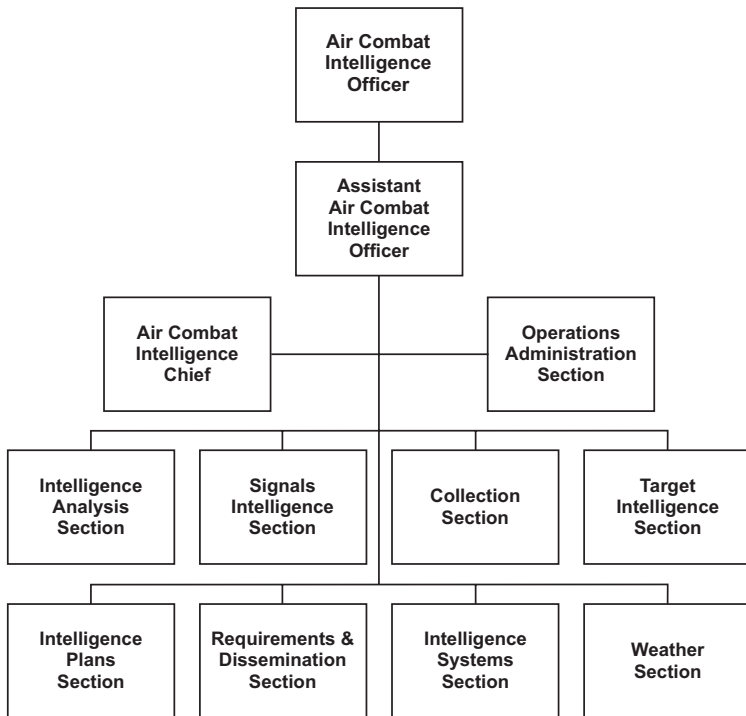 Air Combat
Intelligence
Officer
Assistant
Air Combat
Intelligence
Officer
Air Combat
Intelligence
Chief
Operations
Administration
Section
Intelligence
Analysis
Section
Signals
Intelligence
Section
Collection
Section
Target
Intelligence
Section
Intelligence
Plans
Section
Requirements &
Dissemination
Section
Intelligence
Systems
Section
Weather
Section